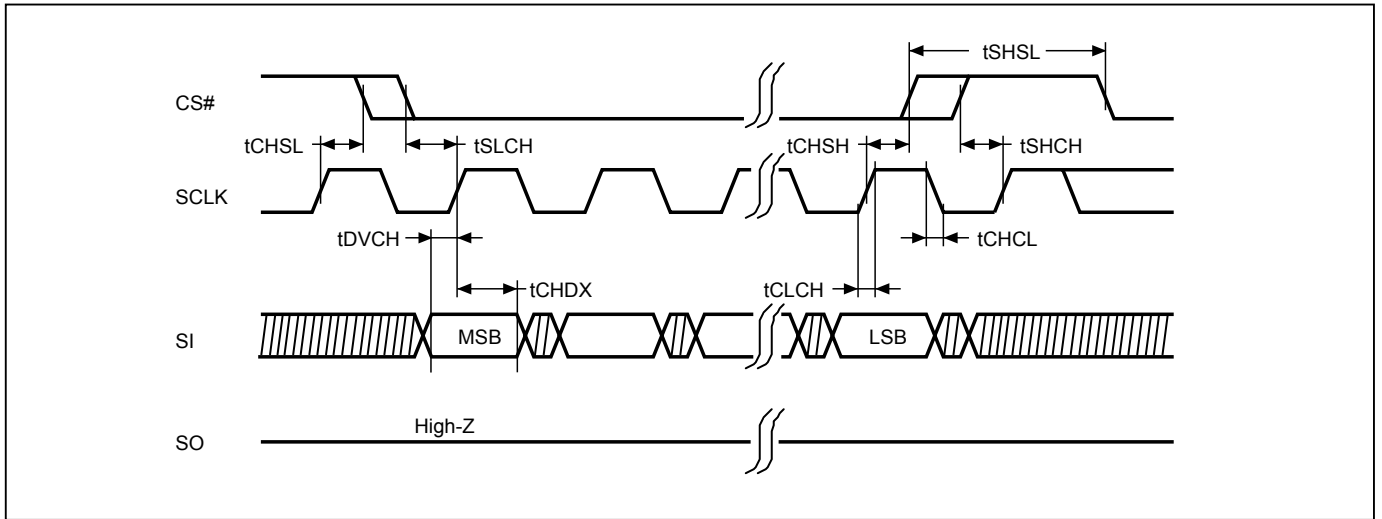 tSHSL
CS#
tCHSL
tSLCH
tCHSH
tSHCH
SCLK
tDVCH
tCHCL
tCHDX
tCLCH
SI
MSB
LSB
High-Z
SO